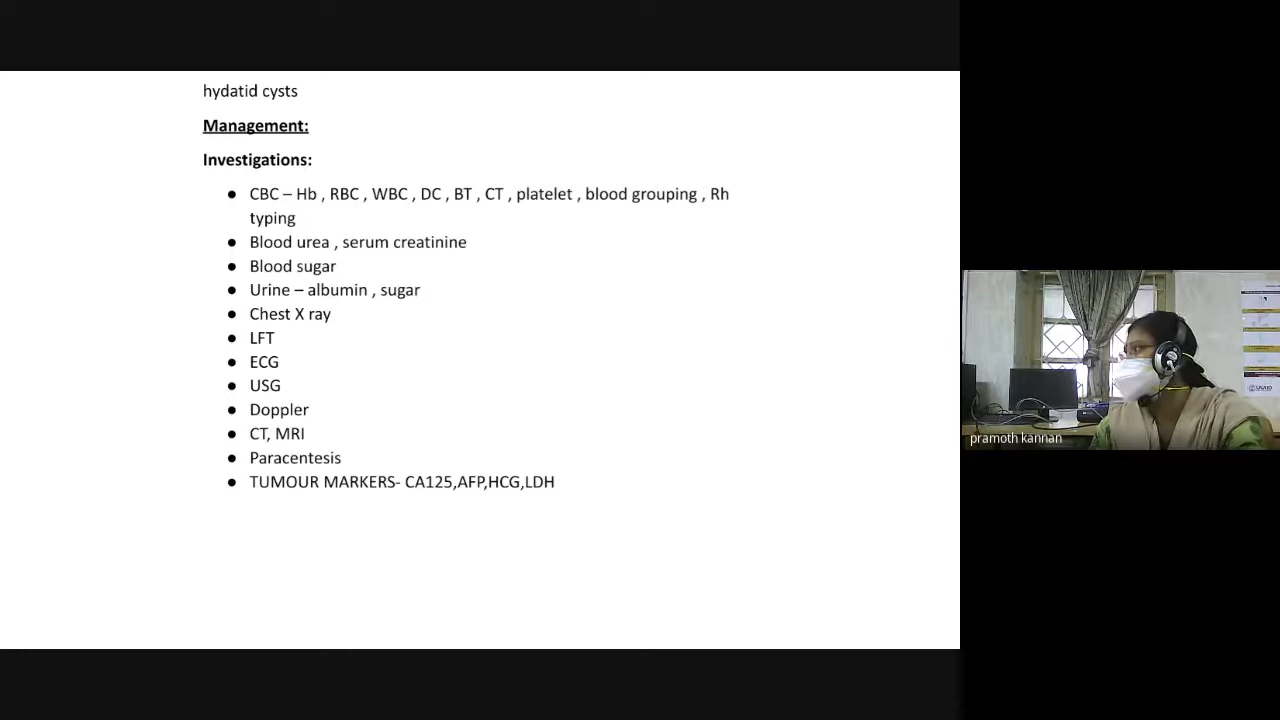 hydatid cysts
Management:
Investigations:
● CBC – Hb , RBC , WBC , DC , BT , CT , platelet , blood grouping , Rh
typing
● Blood urea , serum creatinine
● Blood sugar
● Urine – albumin , sugar
● Chest X ray
● LFT
● ECG
● USG
● Doppler
● CT, MRI
● Paracentesis
● TUMOUR MARKERS- CA125,AFP,HCG,LDH
USAID
pramoth kannan